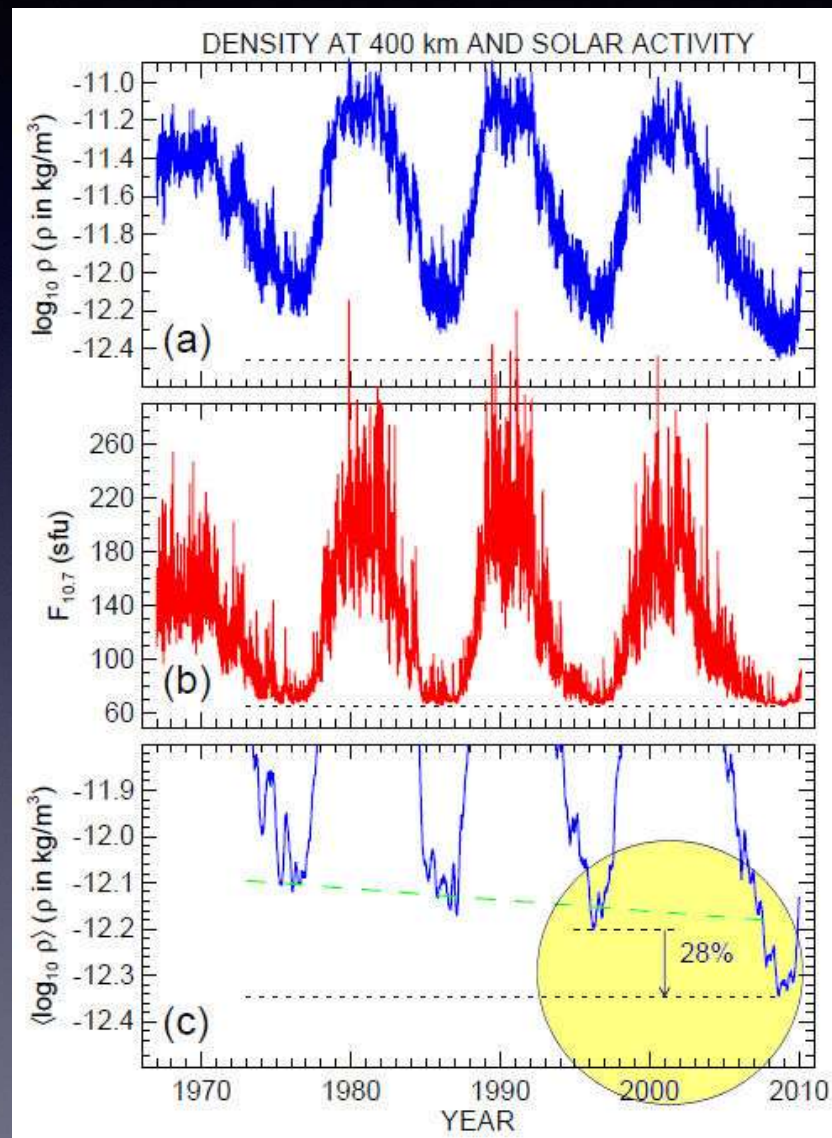 DENSITY AT 400 km AND SOLAR ACTIVITY
log₁₀ ρ (ρ in kg/m³)
-11.0
-11.2
-11.4
-11.6
-11.8
-12.0
-12.2
-12.4
(a)
F₁₀.₇ (sfu)
260
220
180
140
100
60
(b)
⟨log₁₀ ρ⟩ (ρ in kg/m³)
-11.9
-12.0
-12.1
-12.2
-12.3
-12.4
28%
(c)
1970 1980 1990 2000 2010
YEAR